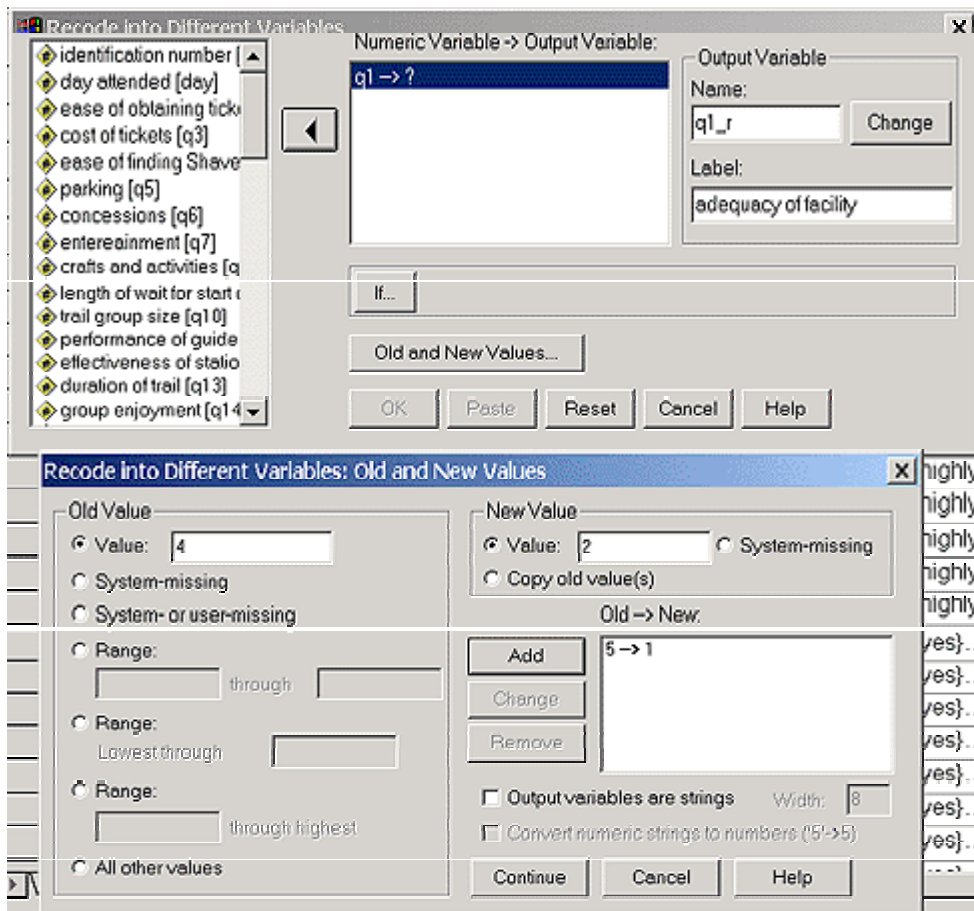 Recode into Different Variables
identification number [
day attended [day]
ease of obtaining tick
cost of tickets [q3]
ease of finding Shave
parking [q5]
concessions [q6]
entereainment [q7]
crafts and activities [q
length of wait for start
trail group size [q10]
performance of guide
effectiveness of statio
duration of trail [q13]
group enjoyment [q14
Numeric Variable -> Output Variable:
q1 --> ?
Output Variable
Name:
q1_r
Change
Label:
adequacy of facility
If...
Old and New Values...
OK
Paste
Reset
Cancel
Help
Recode into Different Variables: Old and New Values
Old Value
Value: 4
System-missing
System- or user-missing
Range:
through
Range:
Lowest through
Range:
through highest
All other values
New Value
Value: 2
System-missing
Copy old value(s)
Old --> New:
5 --> 1
Add
Change
Remove
Output variables are strings
Width: 8
Convert numeric strings to numbers ('5'->5)
Continue
Cancel
Help
highly
highly
highly
highly
highly
yes}..
yes}..
yes}..
yes}..
yes}..
yes}..
yes}..